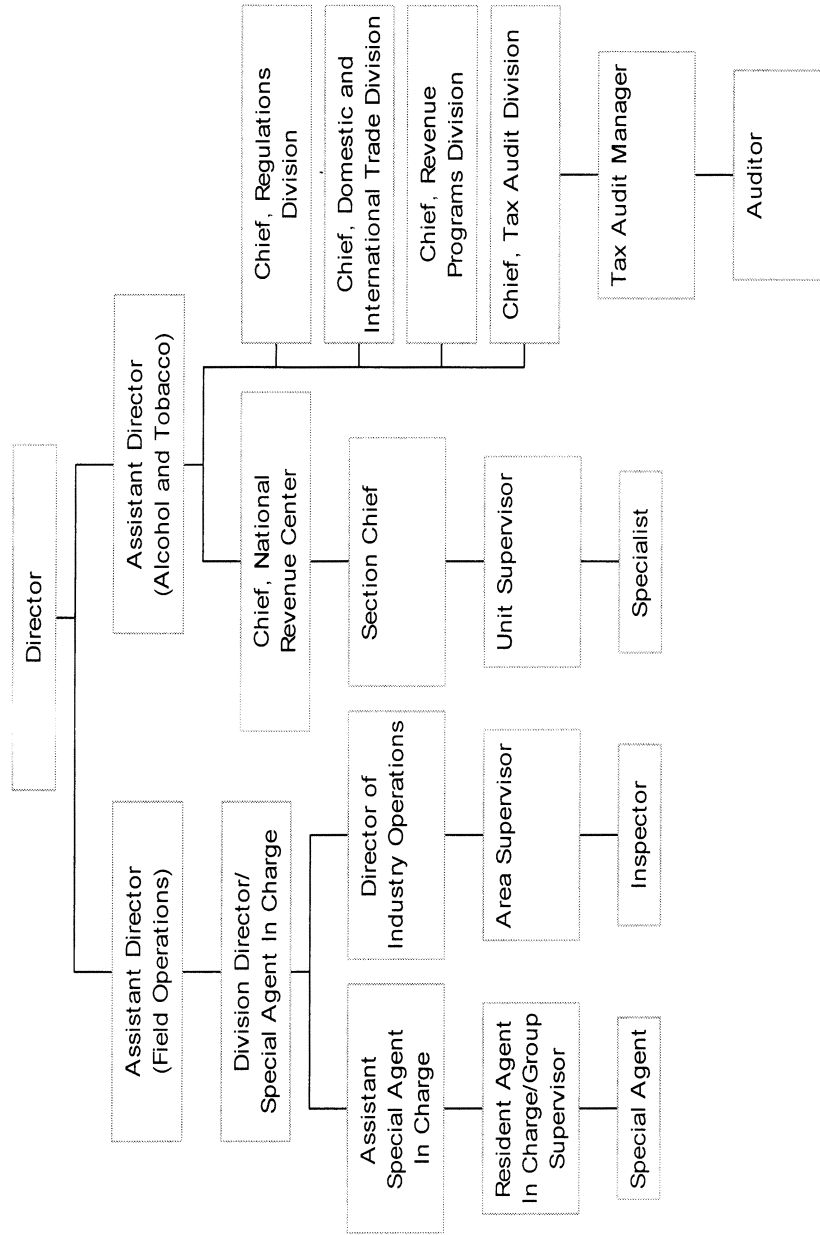 Director
Assistant Director
(Field Operations)
Assistant Director
(Alcohol and Tobacco)
Division Director/
Special Agent In Charge
Assistant
Special Agent
In Charge
Resident Agent
In Charge/Group
Supervisor
Special Agent
Director of
Industry Operations
Area Supervisor
Inspector
Chief, National
Revenue Center
Section Chief
Unit Supervisor
Specialist
Chief, Regulations
Division
Chief, Domestic and
International Trade Division
Chief, Revenue
Programs Division
Chief, Tax Audit Division
Tax Audit Manager
Auditor